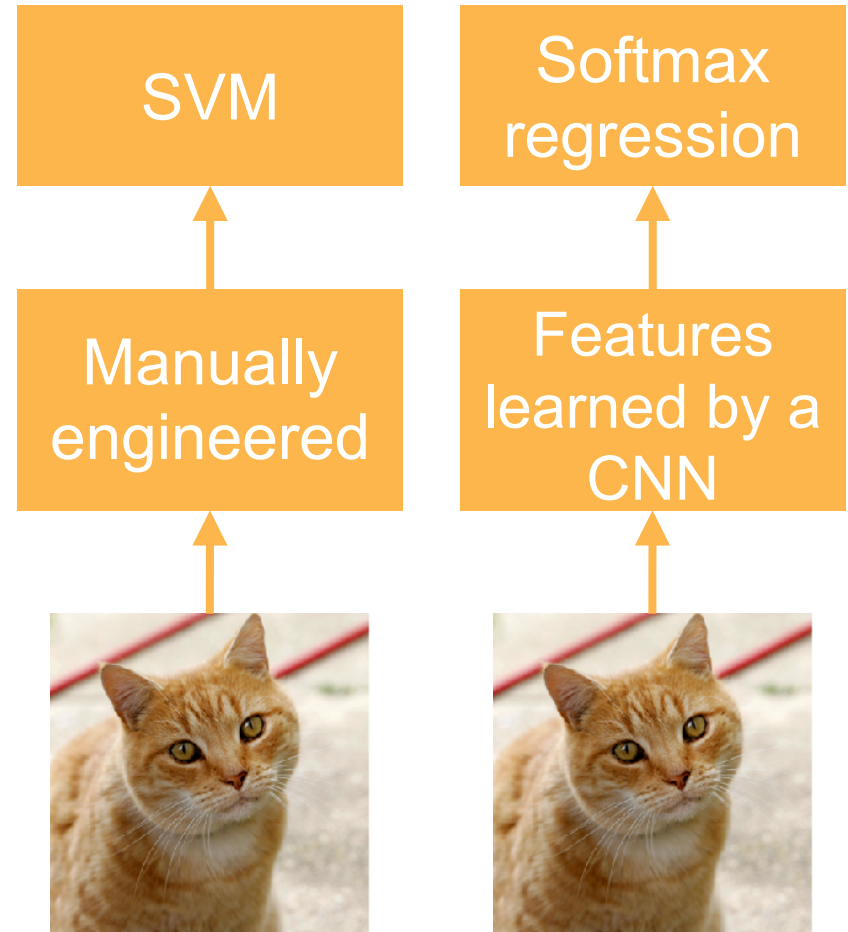 SVM
Softmax
regression
Manually
engineered
Features
learned by a
CNN